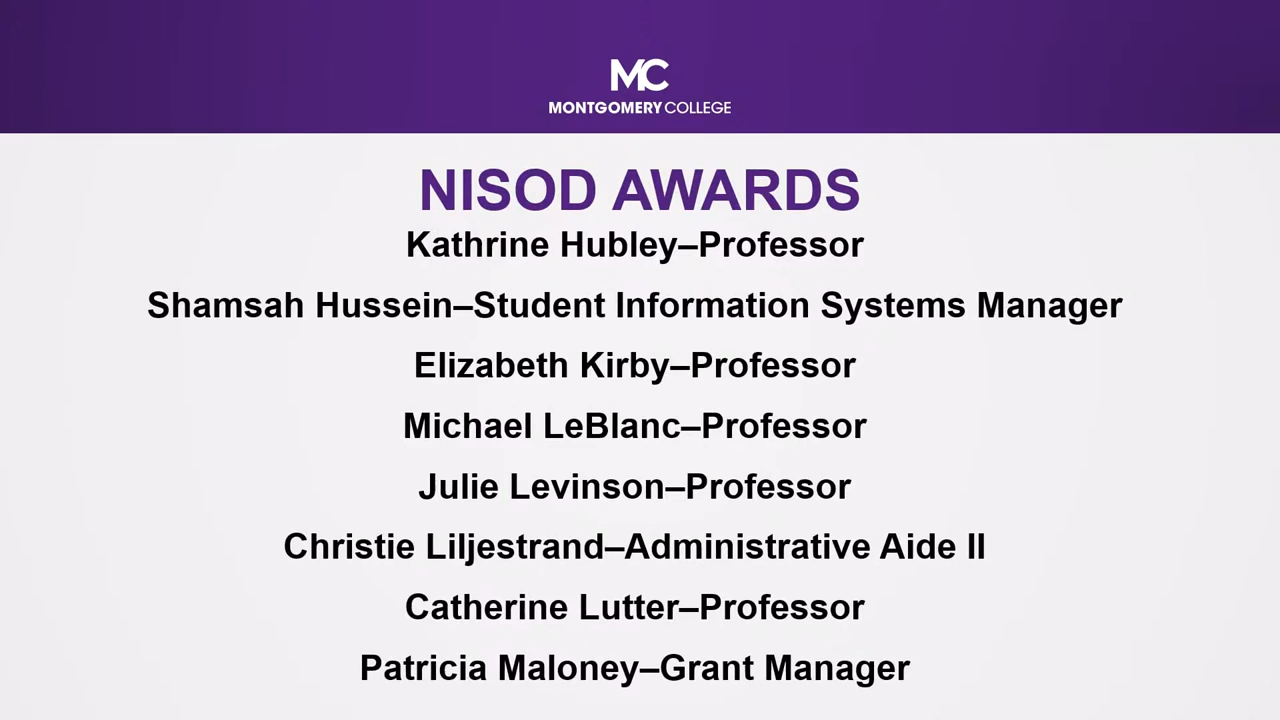 MC
MONTGOMERY COLLEGE
NISOD AWARDS
Kathrine Hubley–Professor
Shamsah Hussein–Student Information Systems Manager
Elizabeth Kirby–Professor
Michael LeBlanc–Professor
Julie Levinson–Professor
Christie Liljestrand–Administrative Aide II
Catherine Lutter–Professor
Patricia Maloney–Grant Manager